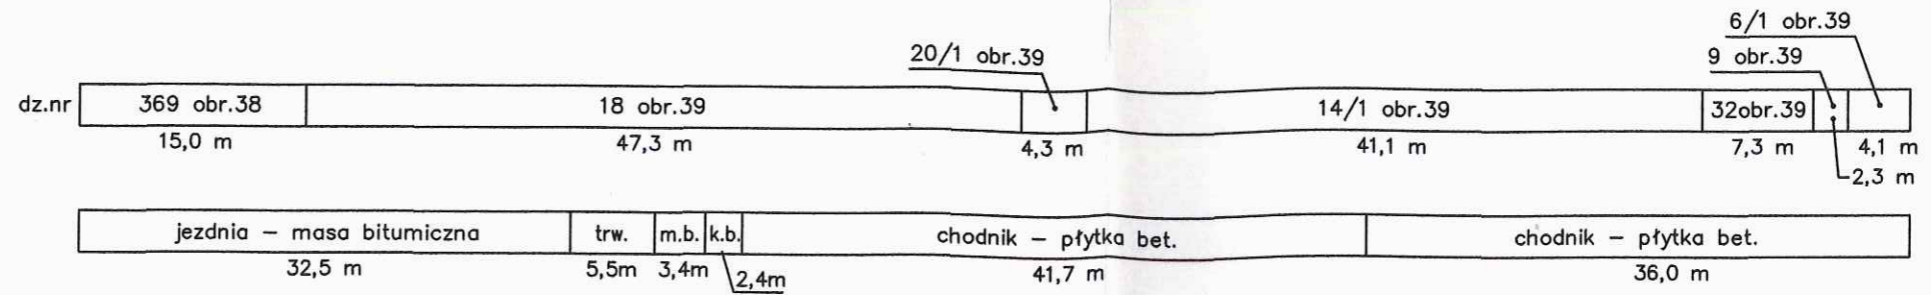 6/1 obr.39
20/1 obr.39
9 obr.39
dz.nr 369 obr.38 18 obr.39 14/1 obr.39 32obr.39
15,0 m 47,3 m 4,3 m 41,1 m 7,3 m 4,1 m
2,3 m
jezdnia – masa bitumiczna trw. m.b. k.b. chodnik – płytka bet. chodnik – płytka bet.
32,5 m 5,5m 3,4m 2,4m 41,7 m 36,0 m